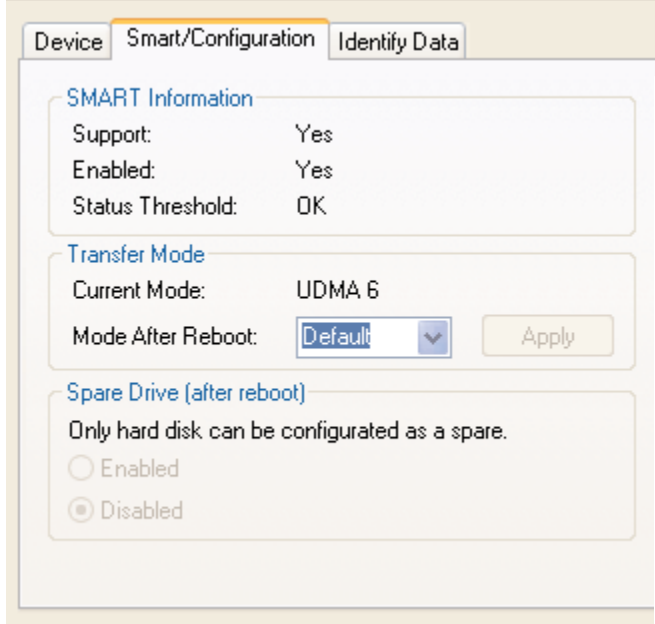 Device Smart/Configuration Identify Data
SMART Information
Support: Yes
Enabled: Yes
Status Threshold: OK
Transfer Mode
Current Mode: UDMA 6
Mode After Reboot: Default Apply
Spare Drive (after reboot)
Only hard disk can be configurated as a spare.
Enabled
Disabled